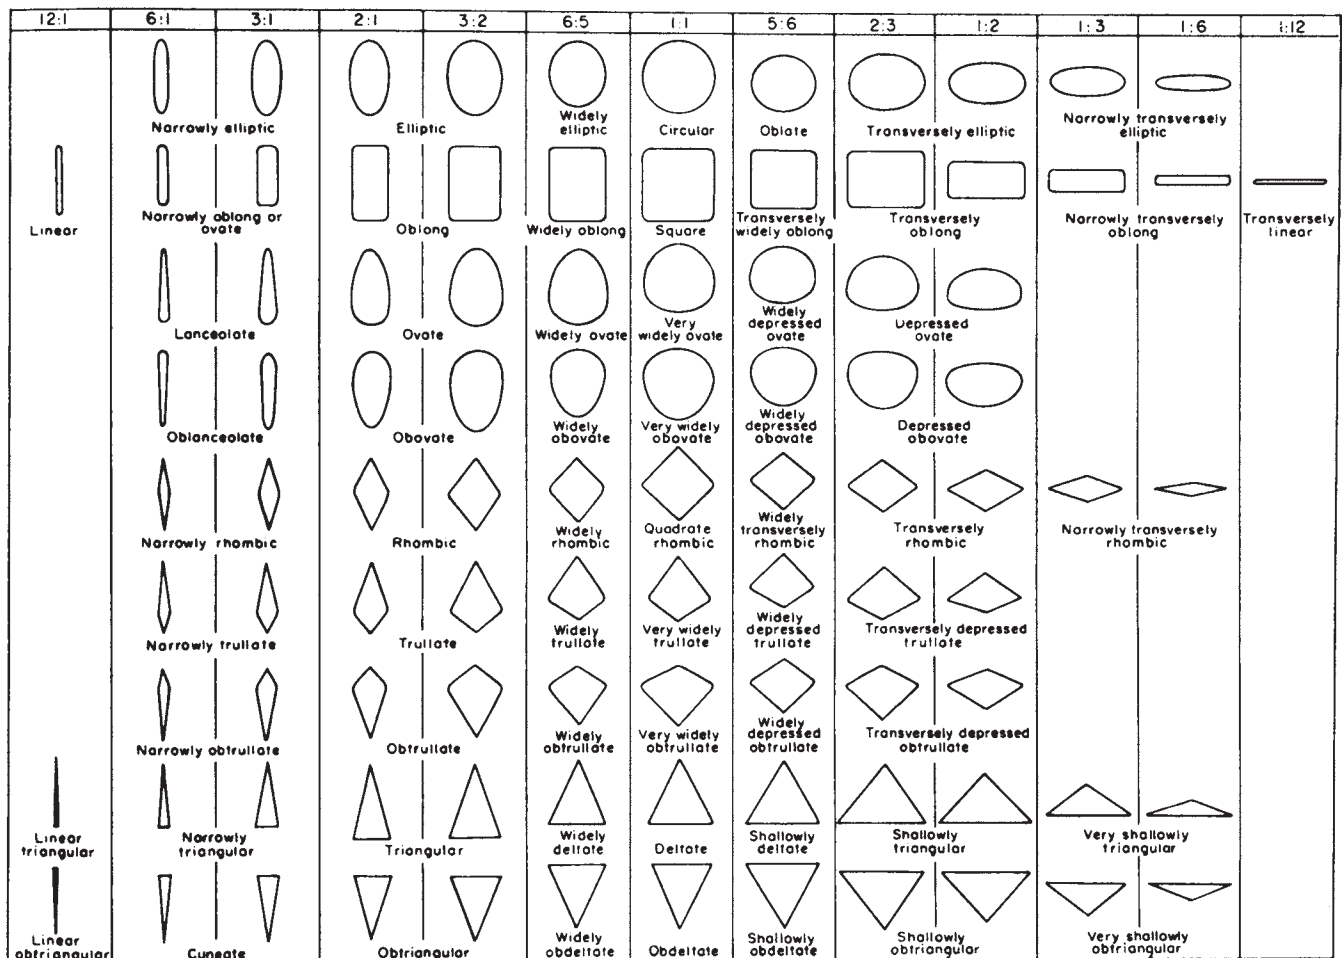 12:1 6:1 3:1 2:1 3:2 6:5 1:1 5:6 2:3 1:2 1:3 1:6 1:12
Narrowly elliptic
Elliptic
Widely
elliptic
Circular
Oblate
Transversely elliptic
Narrowly transversely
elliptic
Linear
Narrowly oblong or
ovate
Oblong
Widely oblong
Square
Transversely
widely oblong
Transversely
oblong
Narrowly transversely
oblong
Transversely
linear
Lanceolate
Ovate
Widely ovate
Very
widely ovate
Widely
depressed
ovate
Depressed
ovate
Oblanceolate
Obovate
Widely
obovate
Very widely
obovate
Widely
depressed
obovate
Depressed
obovate
Narrowly rhombic
Rhombic
Widely
rhombic
Quadrate
rhombic
Widely
transversely
rhombic
Transversely
rhombic
Narrowly transversely
rhombic
Narrowly trullate
Trullate
Widely
trullate
Very widely
trullate
Widely
depressed
trullate
Transversely depressed
trullate
Narrowly obtrullate
Obtrullate
Widely
obtrullate
Very widely
obtrullate
Widely
depressed
obtrullate
Transversely depressed
obtrullate
Linear
triangular
Narrowly
triangular
Triangular
Widely
deltate
Deltate
Shallowly
deltate
Shallowly
triangular
Very shallowly
triangular
Linear
obtriangular
Cuneate
Obtriangular
Widely
obdeltate
Obdeltate
Shallowly
obdeltate
Shallowly
obtriangular
Very shallowly
obtriangular